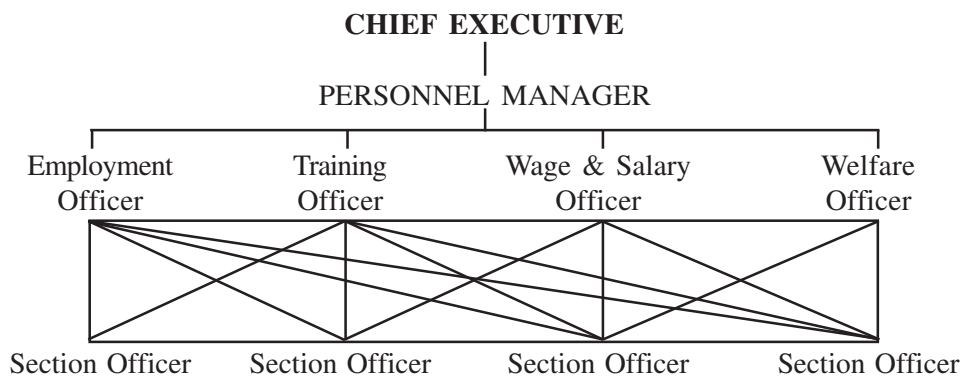 CHIEF EXECUTIVE
PERSONNEL MANAGER
Employment Officer
Training Officer
Wage & Salary Officer
Welfare Officer
Section Officer
Section Officer
Section Officer
Section Officer